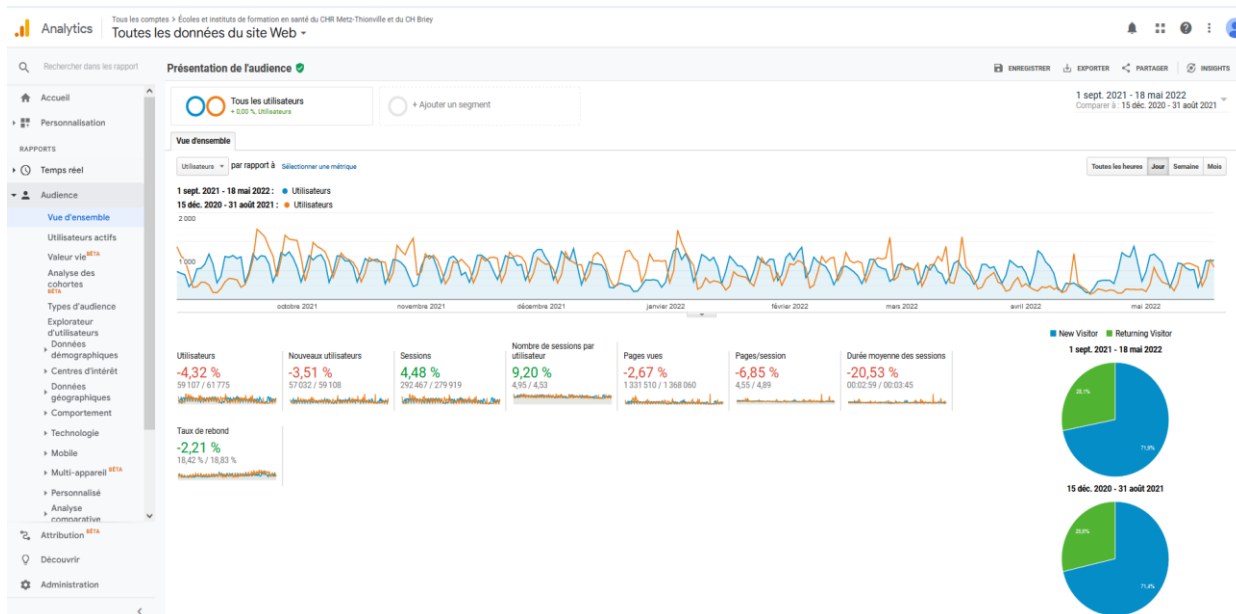 Analytics
Tous les comptes > Écoles et instituts de formation en santé du CHR Metz-Thionville et du CH Briey
Toutes les données du site Web
Rechercher dans les rapport
Accueil
Personnalisation
RAPPORTS
Temps réel
Audience
Vue d'ensemble
Utilisateurs actifs
Valeur vie BÊTA
Analyse des
cohortes
BÊTA
Types d'audience
Explorateur
d'utilisateurs
Données
démographiques
Centres d'intérêt
Données
géographiques
Comportement
Technologie
Mobile
Multi-appareil BÊTA
Personnalisé
Analyse
comparative
Attribution BÊTA
Découvrir
Administration
Présentation de l'audience
ENREGISTRER
EXPORTER
PARTAGER
INSIGHTS
Tous les utilisateurs
+ 0,00 %, Utilisateurs
+ Ajouter un segment
1 sept. 2021 - 18 mai 2022
Comparer à : 15 déc. 2020 - 31 août 2021
Vue d'ensemble
Utilisateurs par rapport à Sélectionner une métrique
Toutes les heures Jour Semaine Mois
1 sept. 2021 - 18 mai 2022 : Utilisateurs
15 déc. 2020 - 31 août 2021 : Utilisateurs
2 000
1 000
octobre 2021 novembre 2021 décembre 2021 janvier 2022 février 2022 mars 2022 avril 2022 mai 2022
Utilisateurs
-4,32 %
59 107 / 61 775
Nouveaux utilisateurs
-3,51 %
57 032 / 59 108
Sessions
4,48 %
292 467 / 279 919
Nombre de sessions par
utilisateur
9,20 %
4,95 / 4,53
Pages vues
-2,67 %
1 331 510 / 1 368 060
Pages/session
-6,85 %
4,55 / 4,89
Durée moyenne des sessions
-20,53 %
00:02:59 / 00:03:45
Taux de rebond
-2,21 %
18,42 % / 18,83 %
New Visitor Returning Visitor
1 sept. 2021 - 18 mai 2022
71,9%
15 déc. 2020 - 31 août 2021
71,4%